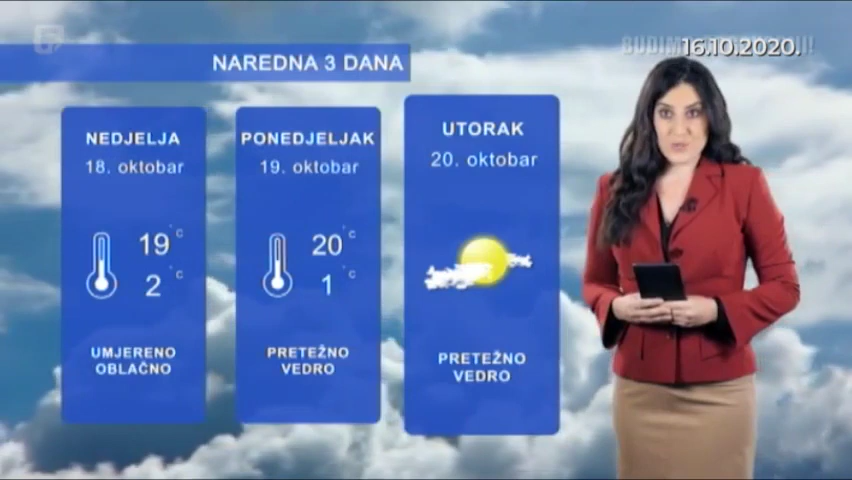 16.10.2020.
NAREDNA 3 DANA
NEDJELJA
18. oktobar
19 °C
2 °C
UMJERENO
OBLAČNO
PONEDJELJAK
19. oktobar
20 °C
1 °C
PRETEŽNO
VEDRO
UTORAK
20. oktobar
PRETEŽNO
VEDRO